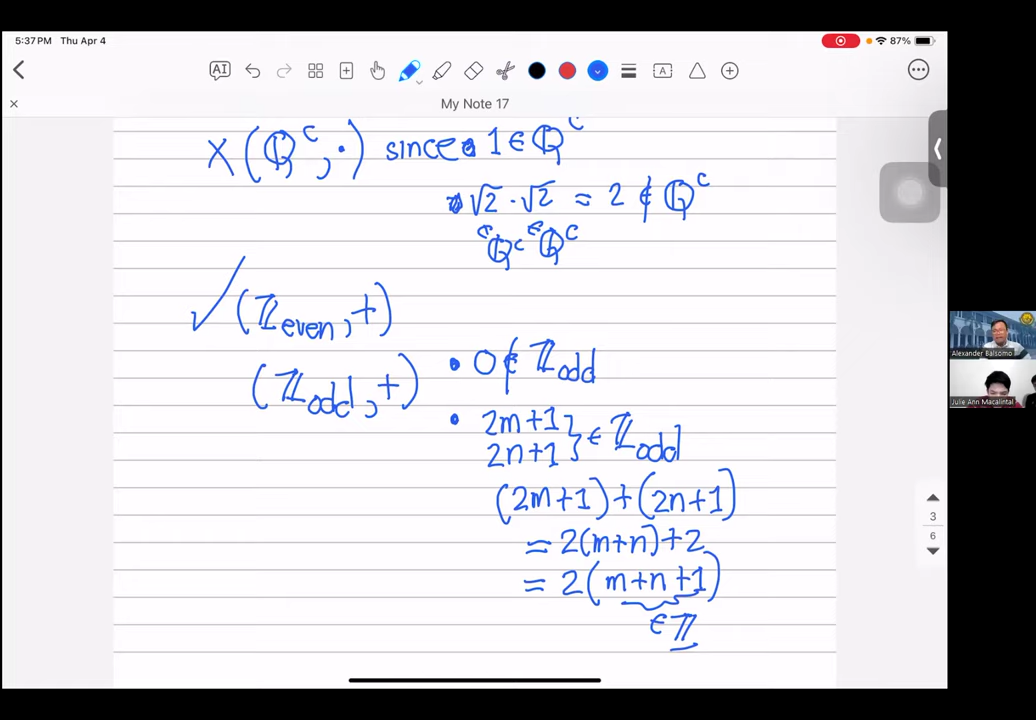 5:37 PM Thu Apr 4
87%
AI
A
My Note 17
X (ℚᶜ, ·) since • 1 ∈ ℚᶜ
• √2 · √2 = 2 ∉ ℚᶜ
∈ℚᶜ ∈ℚᶜ
✓ (ℤeven, +)
(ℤodd, +) • 0 ∉ ℤodd
• 2m+1
2n+1 } ∈ ℤodd
(2m+1)+(2n+1)
= 2(m+n)+2
= 2(m+n+1)
∈ ℤ
3
6
Alexander Balsomo
Julie Ann Macalintal